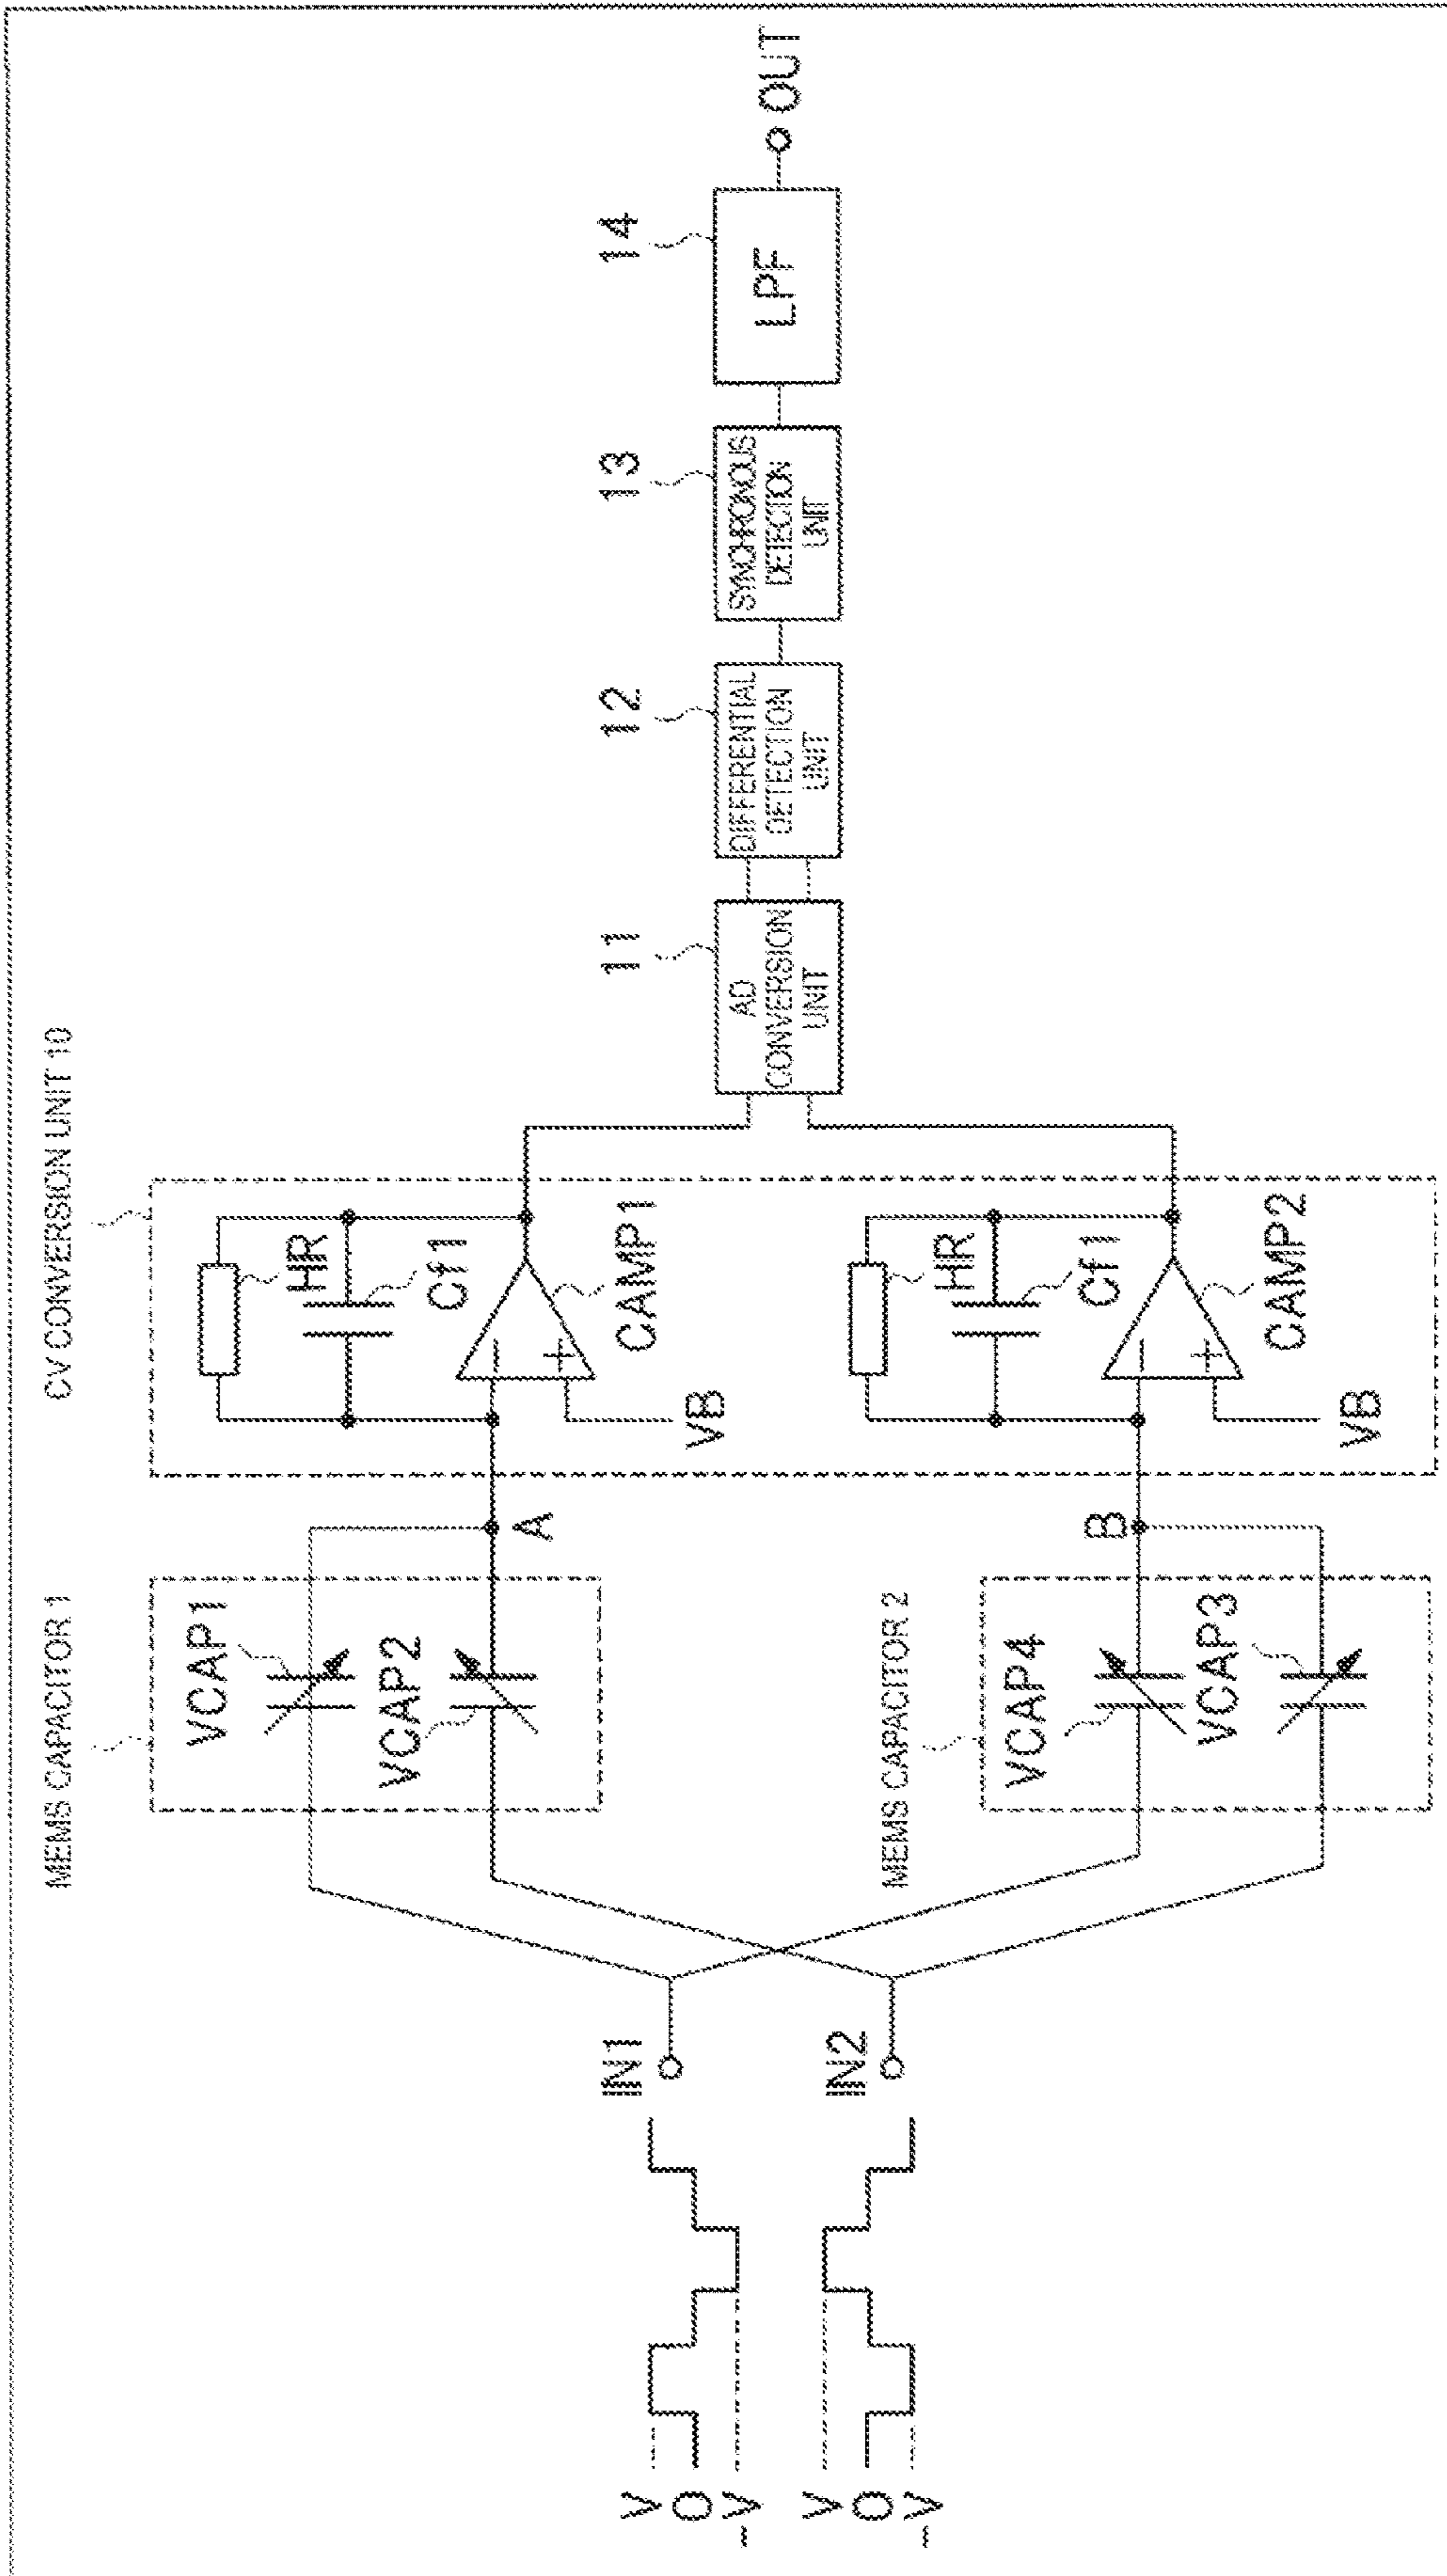 MEMS CAPACITOR 1
CV CONVERSION UNIT 10
VCAP1
VCAP2
HR
Cf1
CAMP1
VB
A
V
0
-V
IN1
V
0
-V
IN2
11
AD
CONVERSION
UNIT
12
DIFFERENTIAL
DETECTION
UNIT
13
SYNCHRONOUS
DETECTION
UNIT
14
LPF
OUT
MEMS CAPACITOR 2
VCAP4
VCAP3
B
HR
Cf1
CAMP2
VB